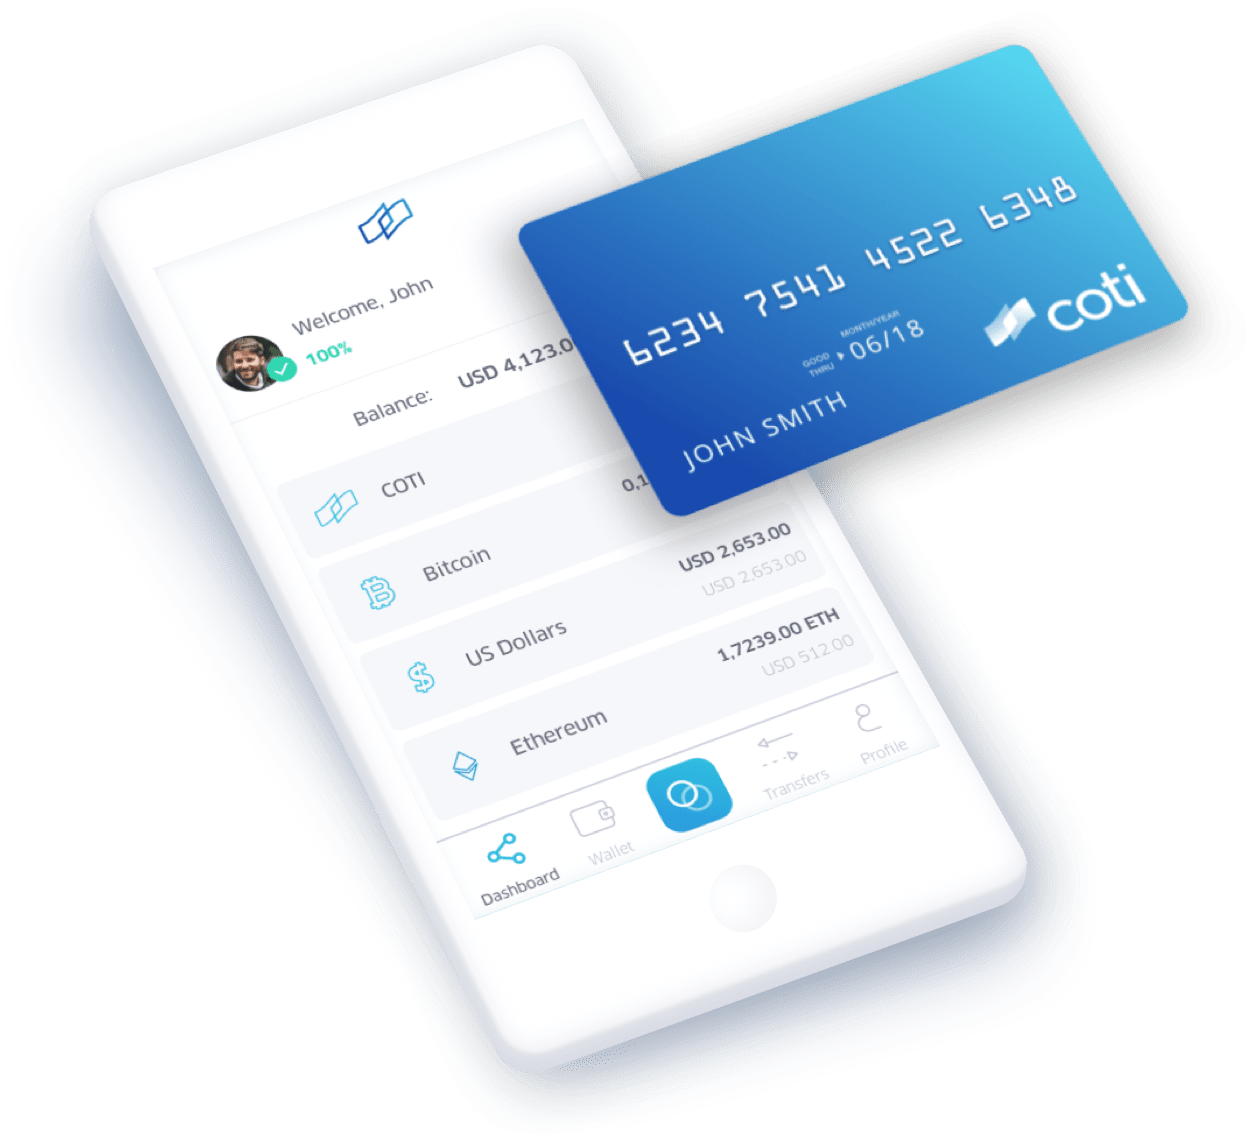 Welcome, John
100%
Balance: USD 4,123.0
COTI
Bitcoin
0,1
US Dollars
USD 2,653.00
USD 2,653.00
Ethereum
1,7239.00 ETH
USD 512.00
Dashboard
Wallet
Transfers
Profile
6234 7541 4522 6348
MONTH/YEAR
GOOD
THRU
06/18
coti
JOHN SMITH